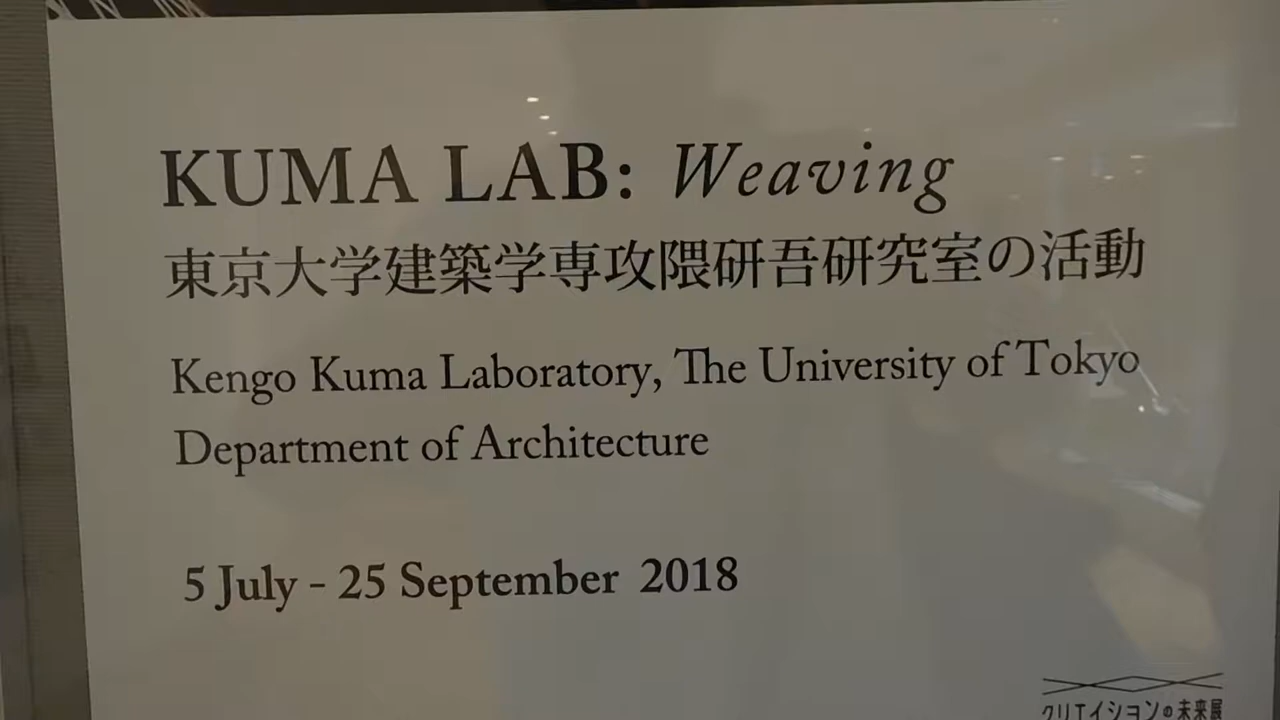 KUMA LAB: Weaving
東京大学建築学専攻隈研吾研究室の活動
Kengo Kuma Laboratory, The University of Tokyo
Department of Architecture
5 July – 25 September 2018
クリエイションの未来展